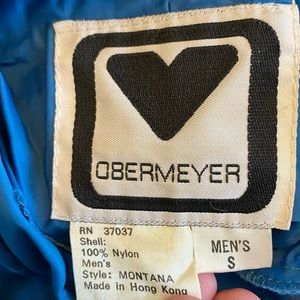 OBERMEYER
RN 37037
Shell:
100% Nylon
Men's
Style: MONTANA
Made in Hong Kong
MEN'S
S